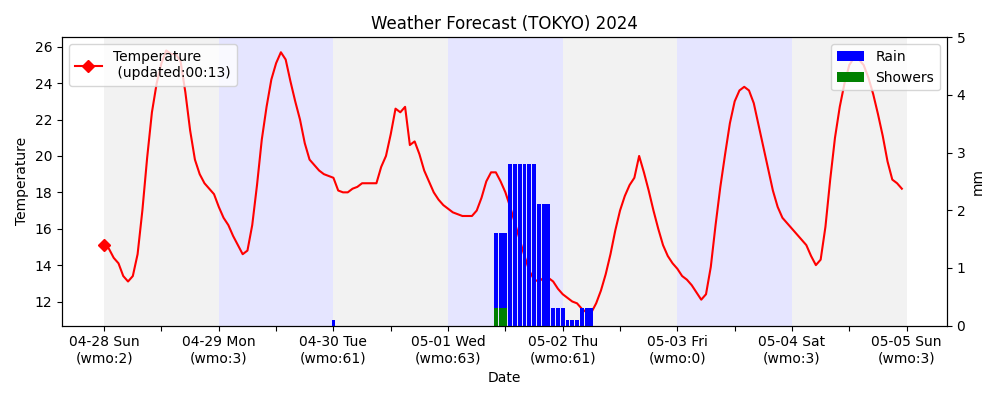 Weather Forecast (TOKYO) 2024
Temperature
(updated:00:13)
Rain
Showers
26
24
22
20
18
16
14
12
Temperature
5
4
3
2
1
0
mm
04-28 Sun
(wmo:2)
04-29 Mon
(wmo:3)
04-30 Tue
(wmo:61)
05-01 Wed
(wmo:63)
05-02 Thu
(wmo:61)
05-03 Fri
(wmo:0)
05-04 Sat
(wmo:3)
05-05 Sun
(wmo:3)
Date